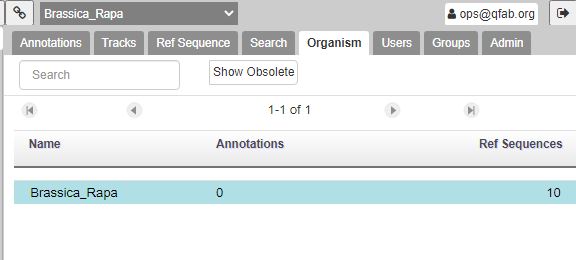 Brassica_Rapa
ops@qfab.org
Annotations Tracks Ref Sequence Search Organism Users Groups Admin
Search
Show Obsolete
1-1 of 1
Name Annotations Ref Sequences
Brassica_Rapa 0 10